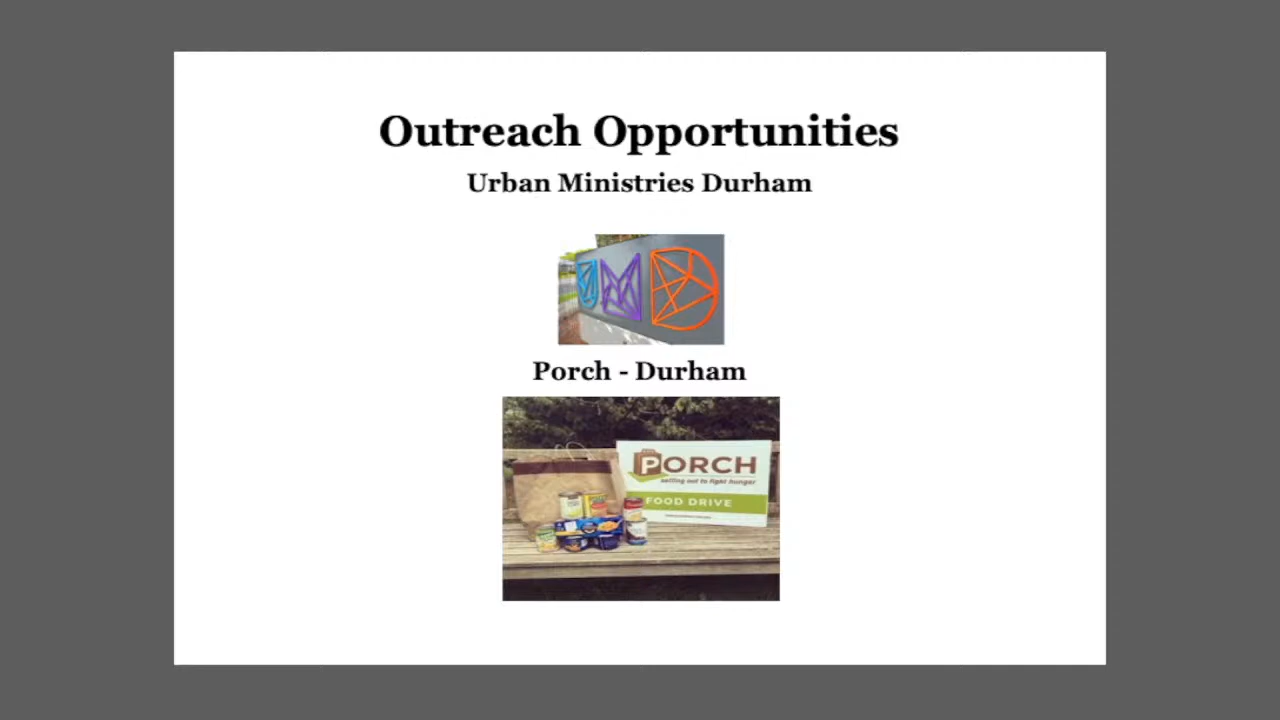 Outreach Opportunities
Urban Ministries Durham
UMD
Porch - Durham
PORCH
setting out to fight hunger
FOOD DRIVE